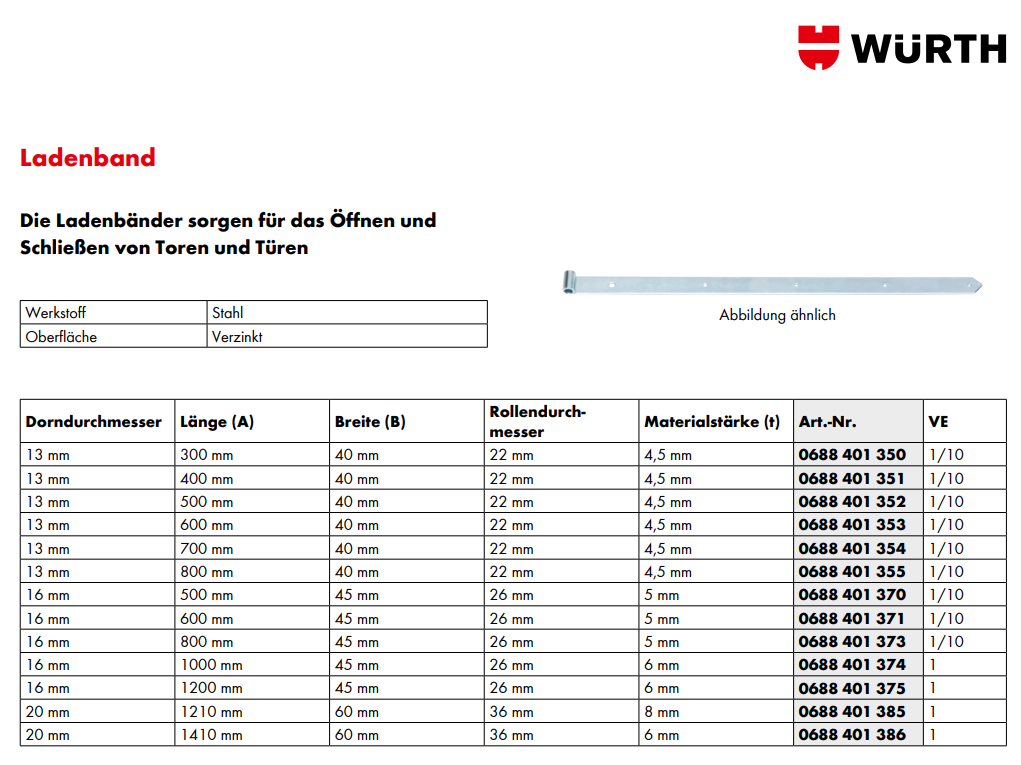 WÜRTH
Ladenband
Die Ladenbänder sorgen für das Öffnen und
Schließen von Toren und Türen
Werkstoff Stahl
Oberfläche Verzinkt
Abbildung ähnlich
Dorndurchmesser Länge (A) Breite (B) Rollendurch-
messer Materialstärke (t) Art.-Nr. VE
13 mm 300 mm 40 mm 22 mm 4,5 mm 0688 401 350 1/10
13 mm 400 mm 40 mm 22 mm 4,5 mm 0688 401 351 1/10
13 mm 500 mm 40 mm 22 mm 4,5 mm 0688 401 352 1/10
13 mm 600 mm 40 mm 22 mm 4,5 mm 0688 401 353 1/10
13 mm 700 mm 40 mm 22 mm 4,5 mm 0688 401 354 1/10
13 mm 800 mm 40 mm 22 mm 4,5 mm 0688 401 355 1/10
16 mm 500 mm 45 mm 26 mm 5 mm 0688 401 370 1/10
16 mm 600 mm 45 mm 26 mm 5 mm 0688 401 371 1/10
16 mm 800 mm 45 mm 26 mm 5 mm 0688 401 373 1/10
16 mm 1000 mm 45 mm 26 mm 6 mm 0688 401 374 1
16 mm 1200 mm 45 mm 26 mm 6 mm 0688 401 375 1
20 mm 1210 mm 60 mm 36 mm 8 mm 0688 401 385 1
20 mm 1410 mm 60 mm 36 mm 6 mm 0688 401 386 1